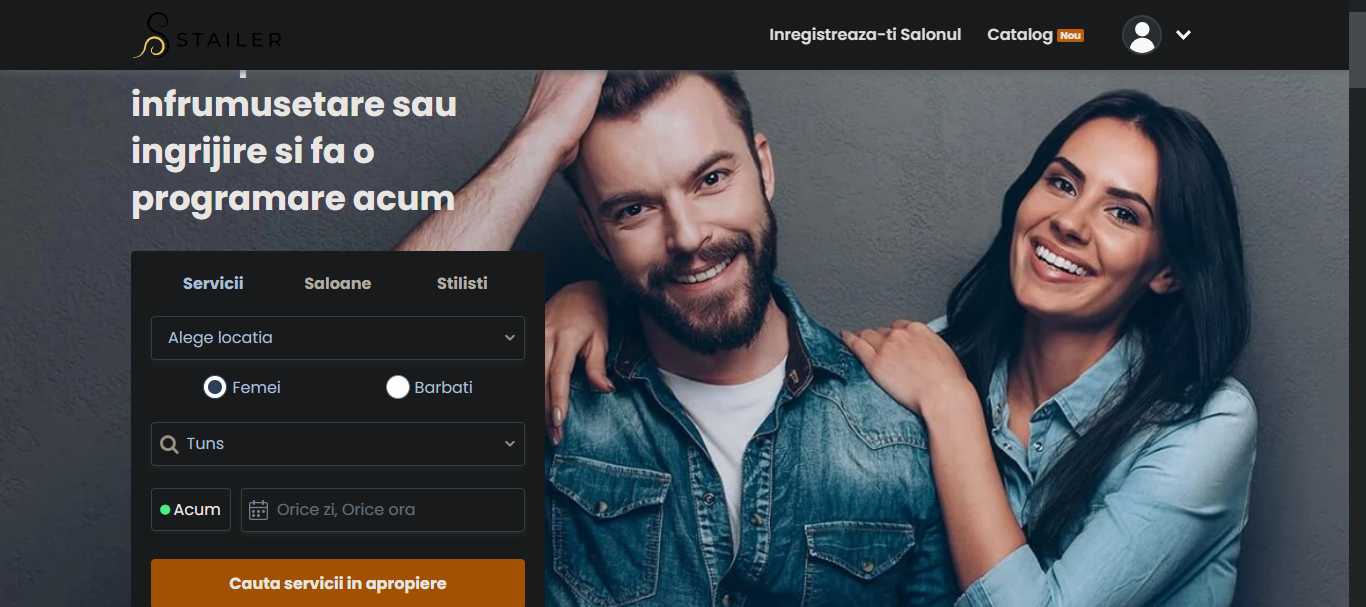 STAILER
Inregistreaza-ti Salonul
Catalog Nou
infrumusetare sau
ingrijire si fa o
programare acum
Servicii Saloane Stilisti
Alege locatia
Femei Barbati
Tuns
Acum Orice zi, Orice ora
Cauta servicii in apropiere